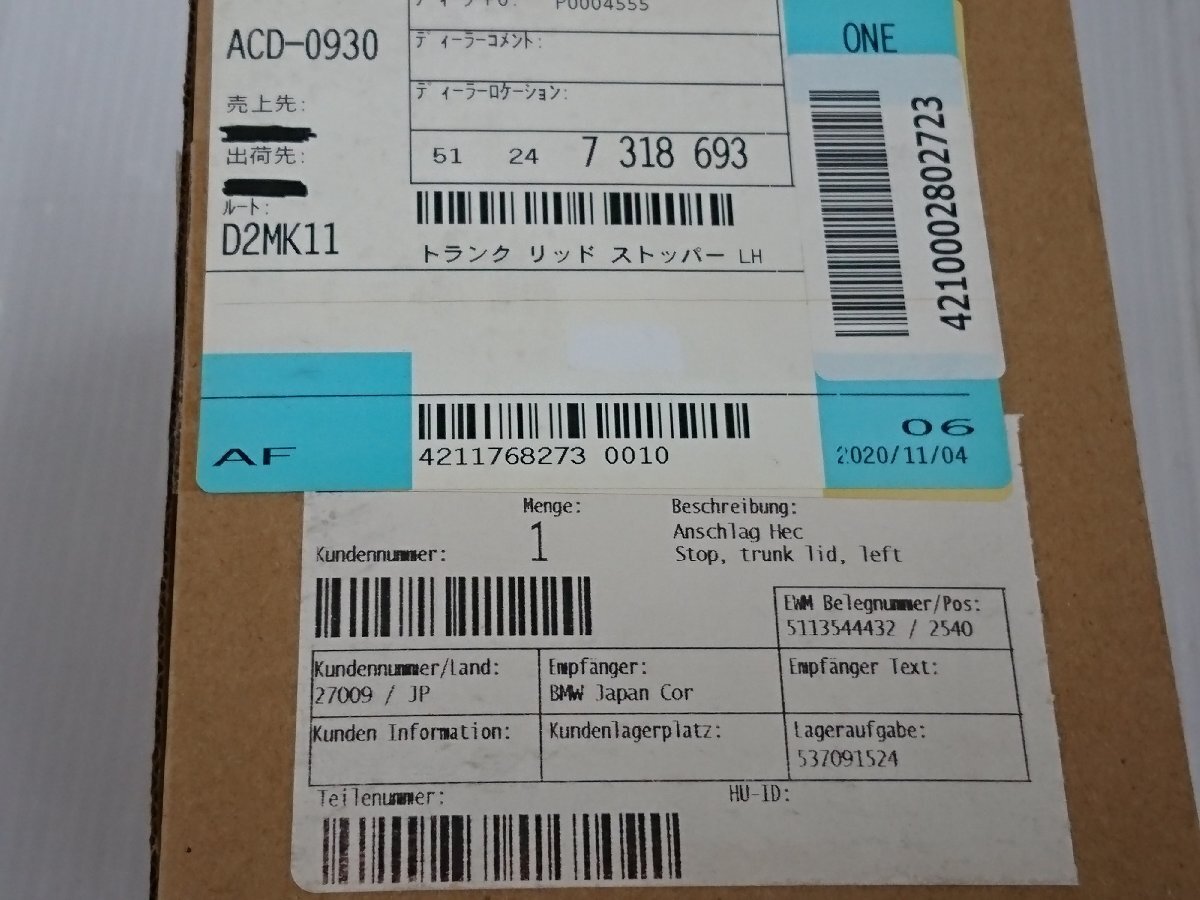 P0004555
ONE
ACD-0930
ディーラーコメント:
ディーラーロケーション:
売上先:
出荷先:
51 24 7 318 693
ルート:
D2MK11
トランク リッド ストッパー LH
421000028​02723
AF
4211768273 0010
06
2020/11/04
Menge:
1
Beschreibung:
Anschlag Hec
Stop, trunk lid, left
Kundennummer:
EWM Belegnummer/Pos:
5113544432 / 2540
Kundennummer/Land:
27009 / JP
Empfänger:
BMW Japan Cor
Empfänger Text:
Kunden Information:
Kundenlagerplatz:
Lageraufgabe:
537091524
Teilenummer:
HU-ID: